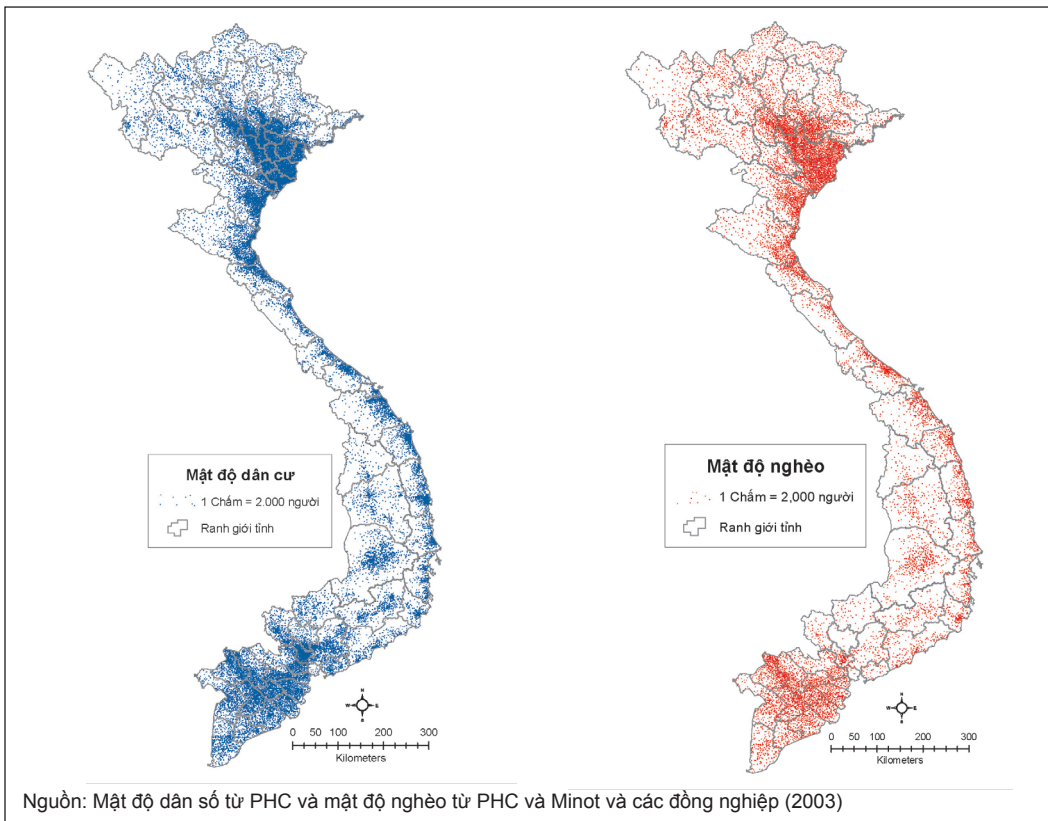 Mật độ dân cư
1 Chấm = 2.000 người
Ranh giới tỉnh
N
W E
S
0 50 100 200 300
Kilometers
Mật độ nghèo
1 Chấm = 2,000 người
Ranh giới tỉnh
N
W E
S
0 50 100 200 300
Kilometers
Nguồn: Mật độ dân số từ PHC và mật độ nghèo từ PHC và Minot và các đồng nghiệp (2003)